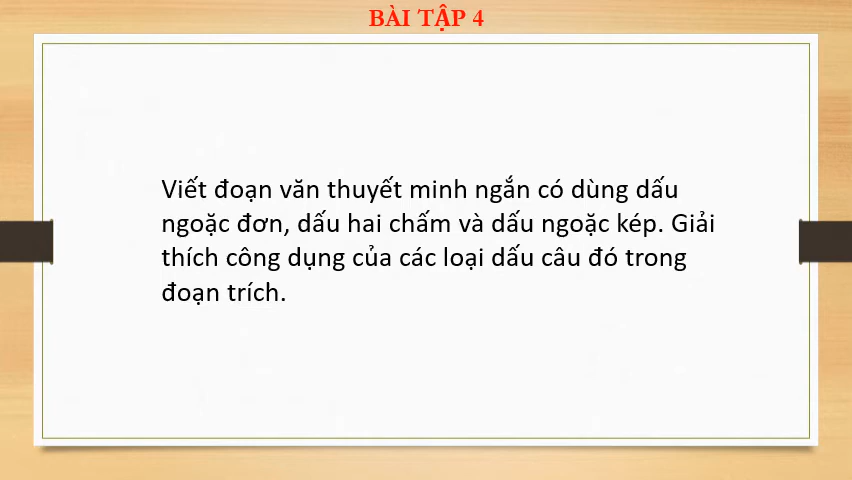 BÀI TẬP 4
Viết đoạn văn thuyết minh ngắn có dùng dấu
ngoặc đơn, dấu hai chấm và dấu ngoặc kép. Giải
thích công dụng của các loại dấu câu đó trong
đoạn trích.